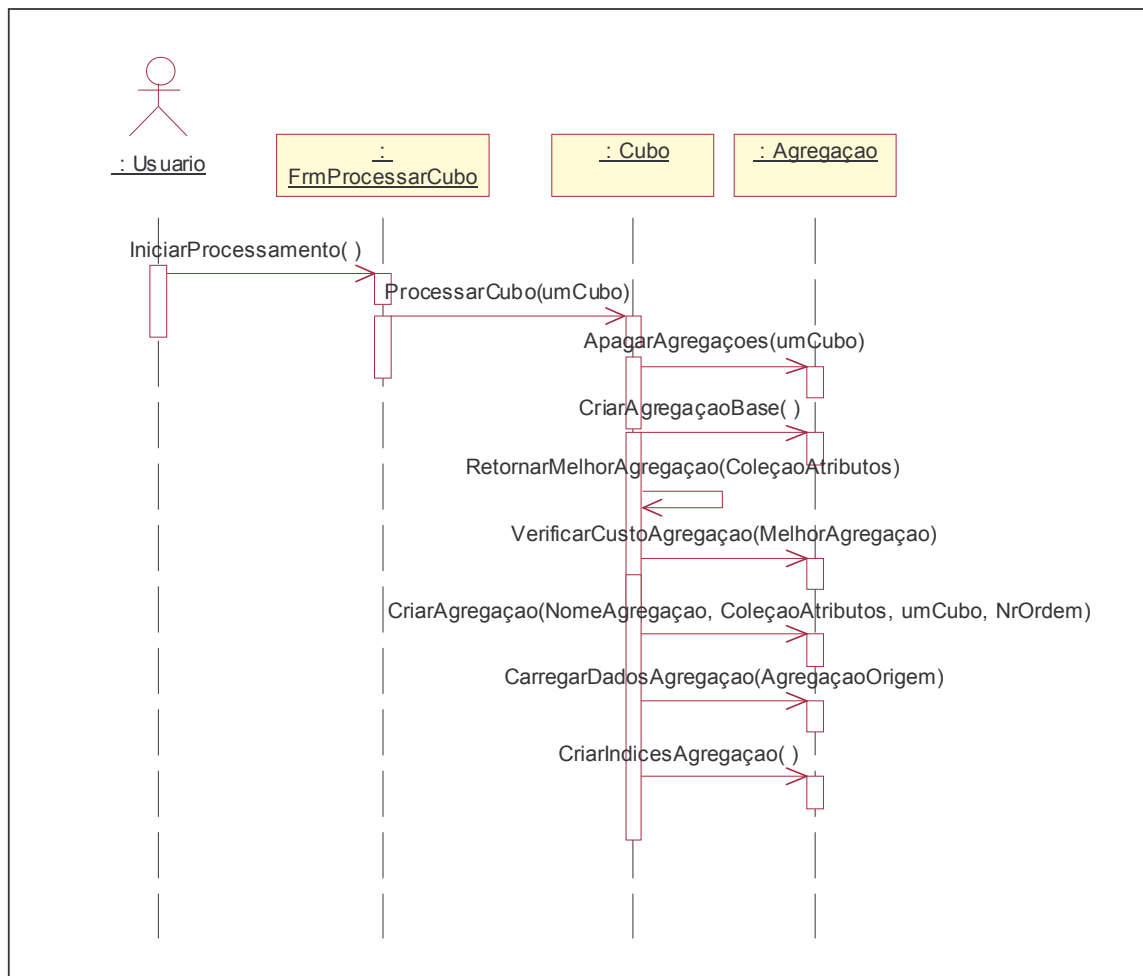 : Usuario
:
FrmProcessarCubo
: Cubo
: Agregaçao
IniciarProcessamento( )
ProcessarCubo(umCubo)
ApagarAgregaçoes(umCubo)
CriarAgregaçaoBase( )
RetornarMelhorAgregaçao(ColeçaoAtributos)
VerificarCustoAgregaçao(MelhorAgregaçao)
CriarAgregaçao(NomeAgregaçao, ColeçaoAtributos, umCubo, NrOrdem)
CarregarDadosAgregaçao(AgregaçaoOrigem)
CriarIndicesAgregaçao( )